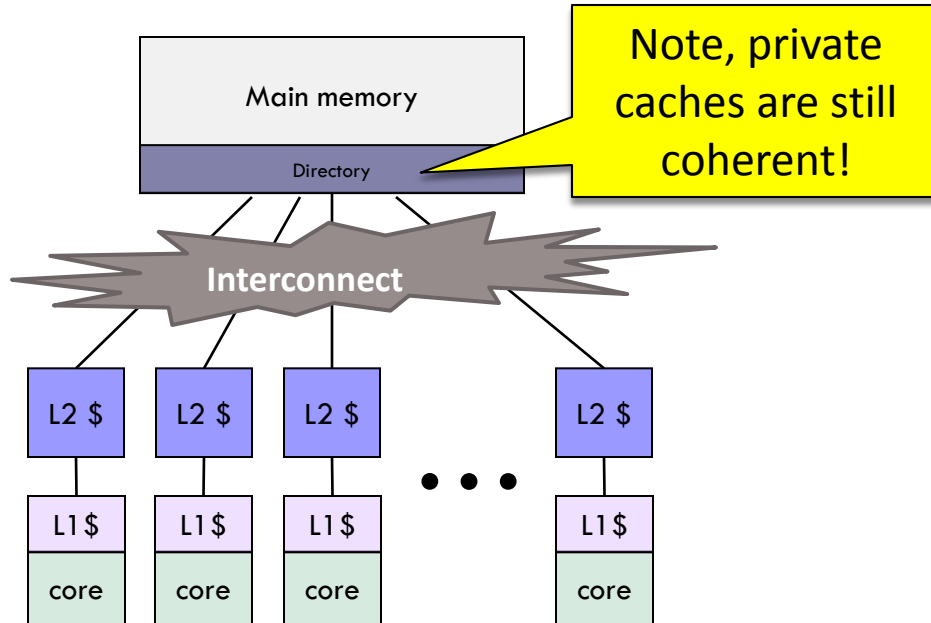 Note, private
caches are still
coherent!
Main memory
Directory
Interconnect
L2 $ L2 $ L2 $ L2 $
L1$ L1$ L1$ L1$
core core core core